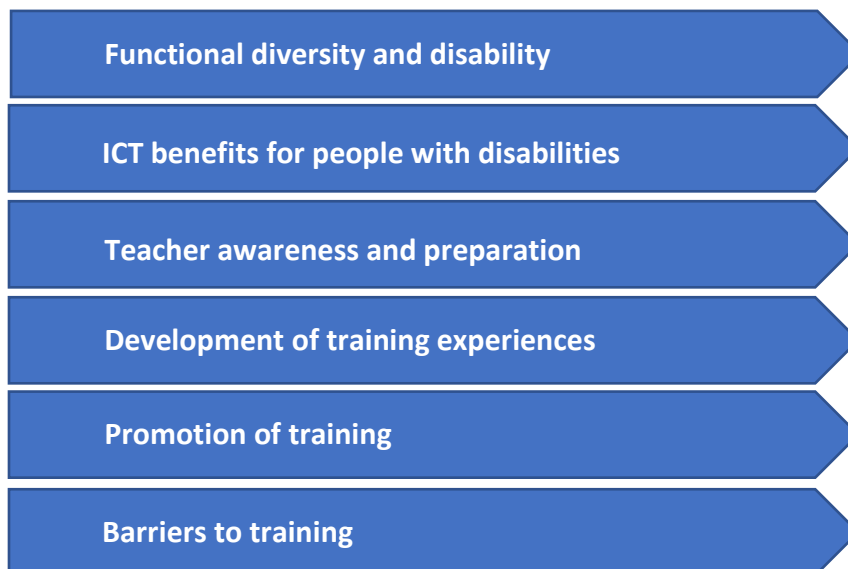 Functional diversity and disability
ICT benefits for people with disabilities
Teacher awareness and preparation
Development of training experiences
Promotion of training
Barriers to training